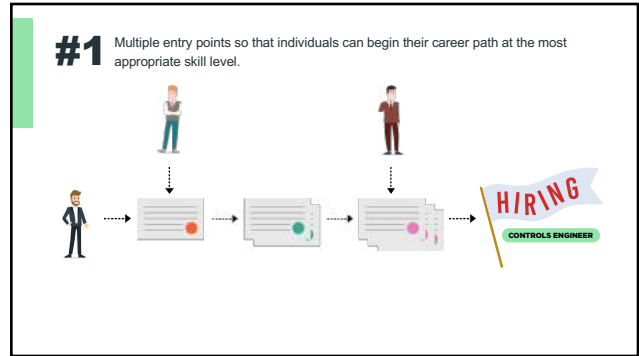 #1
Multiple entry points so that individuals can begin their career path at the most
appropriate skill level.
HIRING
CONTROLS ENGINEER